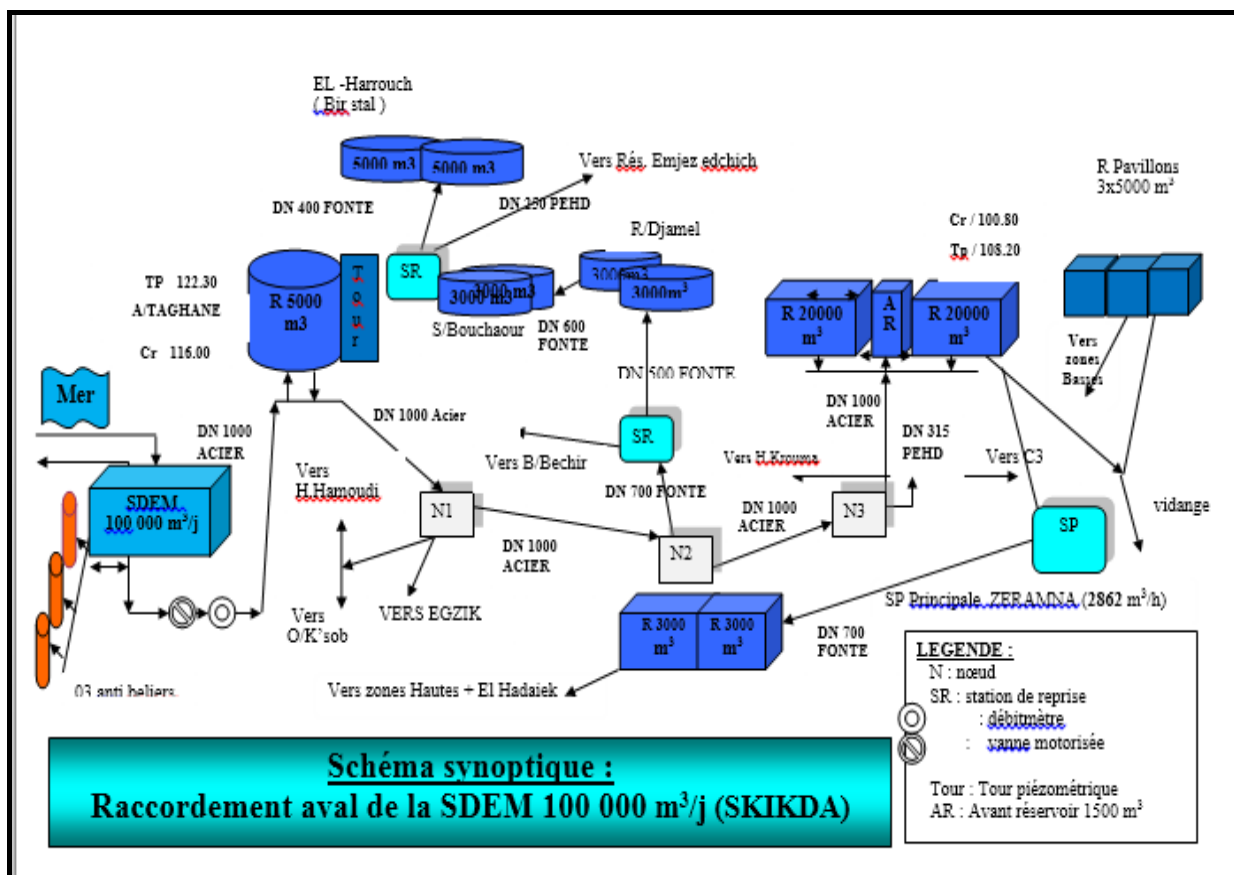 EL -Harrouch
( Bir stal )
5000 m3
5000 m3
Vers Rés. Emjez edchich
R Pavillons
3x5000 m³
DN 400 FONTE
DN 250 PEHD
R/Djamel
Cr / 100.80
Tp / 108.20
TP 122.30
A/TAGHANE
Cr 116.00
R 5000
m3
Tour
SR
3000 m3
3000 m3
3000m3
3000m³
S/Bouchaour
DN 600
FONTE
R 20000
m³
AR
R 20000
m³
Vers
zones
Basses
Mer
DN 1000
ACIER
DN 1000 Acier
DN 500 FONTE
DN 1000
ACIER
DN 315
PEHD
SR
Vers B/Bechir
Vers H.Krouma
Vers C3
Vers
H.Hamoudi
DN 700 FONTE
SDEM
100 000 m³/j
N1
DN 1000
ACIER
N2
DN 1000
ACIER
N3
SP
vidange
Vers
O/K'sob
VERS EGZIK
SP Principale ZERAMNA (2862 m³/h)
R 3000
m³
R 3000
m³
DN 700
FONTE
03 anti beliers
Vers zones Hautes + El Hadaiek
LEGENDE :
N : nœud
SR : station de reprise
: débitmètre
: vanne motorisée
Tour : Tour piézométrique
AR : Avant réservoir 1500 m³
Schéma synoptique :
Raccordement aval de la SDEM 100 000 m³/j (SKIKDA)